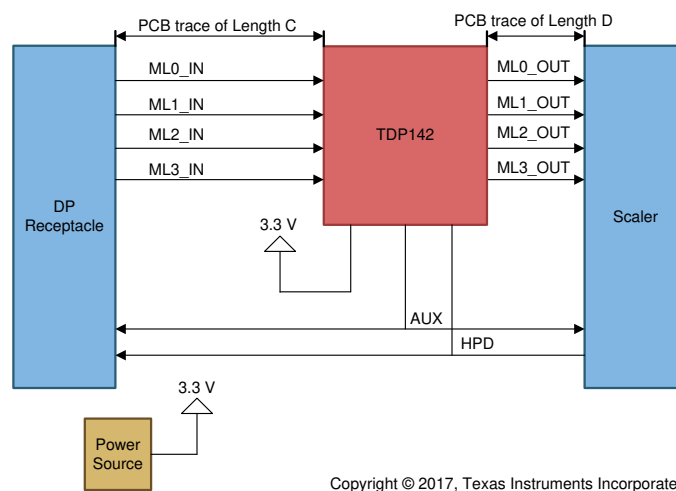 PCB trace of Length C
PCB trace of Length D
ML0_IN
ML0_OUT
ML1_IN
ML1_OUT
TDP142
ML2_IN
ML2_OUT
ML3_IN
ML3_OUT
DP
Receptacle
Scaler
3.3 V
AUX
HPD
3.3 V
Power
Source
Copyright © 2017, Texas Instruments Incorporate